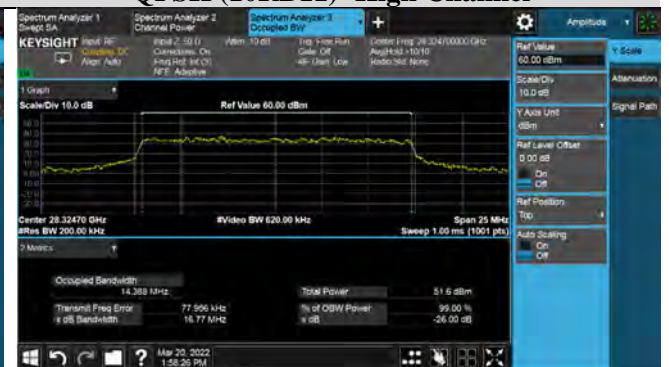 Spectrum Analyzer 1
Swept SA
Spectrum Analyzer 2
Channel Power
Spectrum Analyzer 3
Occupied BW
Amplitude
KEYSIGHT Input: RF
Coupling: DC
Align: Auto
Input Z: 50 Ω
Corrections: On
Freq Ref: Int (S)
NFE: Adaptive
Atten: 10 dB
Trig: Free Run
Gate: Off
#IF Gain: Low
Center Freq: 28.324700000 GHz
Avg|Hold:>10/10
Radio Std: None
Ref Value
60.00 dBm
Y Scale
Scale/Div
10.0 dB
Attenuation
Y Axis Unit
dBm
Signal Path
Ref Level Offset
0.00 dB
On
Off
Ref Position
Top
Auto Scaling
On
Off
1 Graph
Scale/Div 10.0 dB
Ref Value 60.00 dBm
Center 28.32470 GHz
#Res BW 200.00 kHz
#Video BW 620.00 kHz
Span 25 MHz
Sweep 1.00 ms (1001 pts)
2 Metrics
Occupied Bandwidth
14.388 MHz
Total Power
51.6 dBm
Transmit Freq Error
77.996 kHz
% of OBW Power
99.00 %
x dB Bandwidth
16.77 MHz
x dB
-26.00 dB
?
Mar 20, 2022
1:58:26 PM